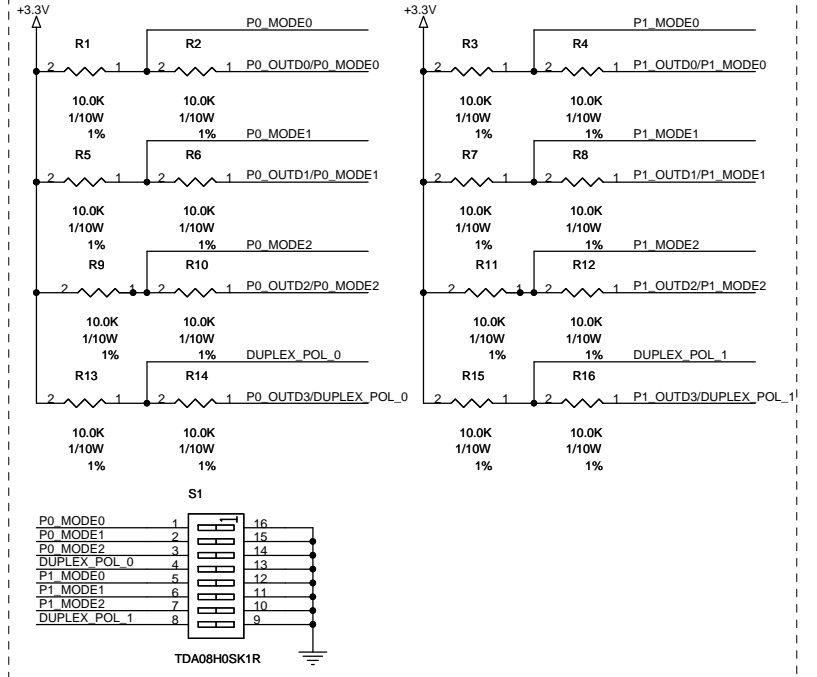 +3.3V
+3.3V
P0_MODE0
P1_MODE0
R1
R2
R3
R4
2 1 2 1 P0_OUTD0/P0_MODE0
2 1 2 1 P1_OUTD0/P1_MODE0
10.0K
10.0K
10.0K
10.0K
1/10W
1/10W
1/10W
1/10W
1%
1%
1%
1%
P0_MODE1
P1_MODE1
R5
R6
R7
R8
2 1 2 1 P0_OUTD1/P0_MODE1
2 1 2 1 P1_OUTD1/P1_MODE1
10.0K
10.0K
10.0K
10.0K
1/10W
1/10W
1/10W
1/10W
1%
1%
1%
1%
P0_MODE2
P1_MODE2
R9
R10
R11
R12
2 1 2 1 P0_OUTD2/P0_MODE2
2 1 2 1 P1_OUTD2/P1_MODE2
10.0K
10.0K
10.0K
10.0K
1/10W
1/10W
1/10W
1/10W
1%
1%
1%
1%
DUPLEX_POL_0
DUPLEX_POL_1
R13
R14
R15
R16
2 1 2 1 P0_OUTD3/DUPLEX_POL_0
2 1 2 1 P1_OUTD3/DUPLEX_POL_1
10.0K
10.0K
10.0K
10.0K
1/10W
1/10W
1/10W
1/10W
1%
1%
1%
1%
S1
P0_MODE0 1 1 16
P0_MODE1 2 15
P0_MODE2 3 14
DUPLEX_POL_0 4 13
P1_MODE0 5 12
P1_MODE1 6 11
P1_MODE2 7 10
DUPLEX_POL_1 8 9
TDA08H0SK1R